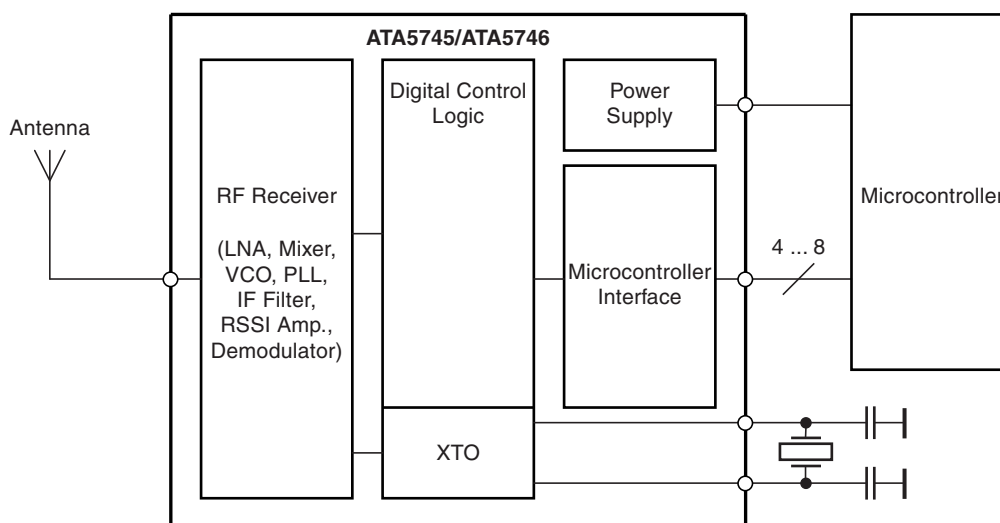 ATA5745/ATA5746
Antenna
RF Receiver
(LNA, Mixer,
VCO, PLL,
IF Filter,
RSSI Amp.,
Demodulator)
Digital Control
Logic
XTO
Power
Supply
Microcontroller
Interface
4 ... 8
Microcontroller